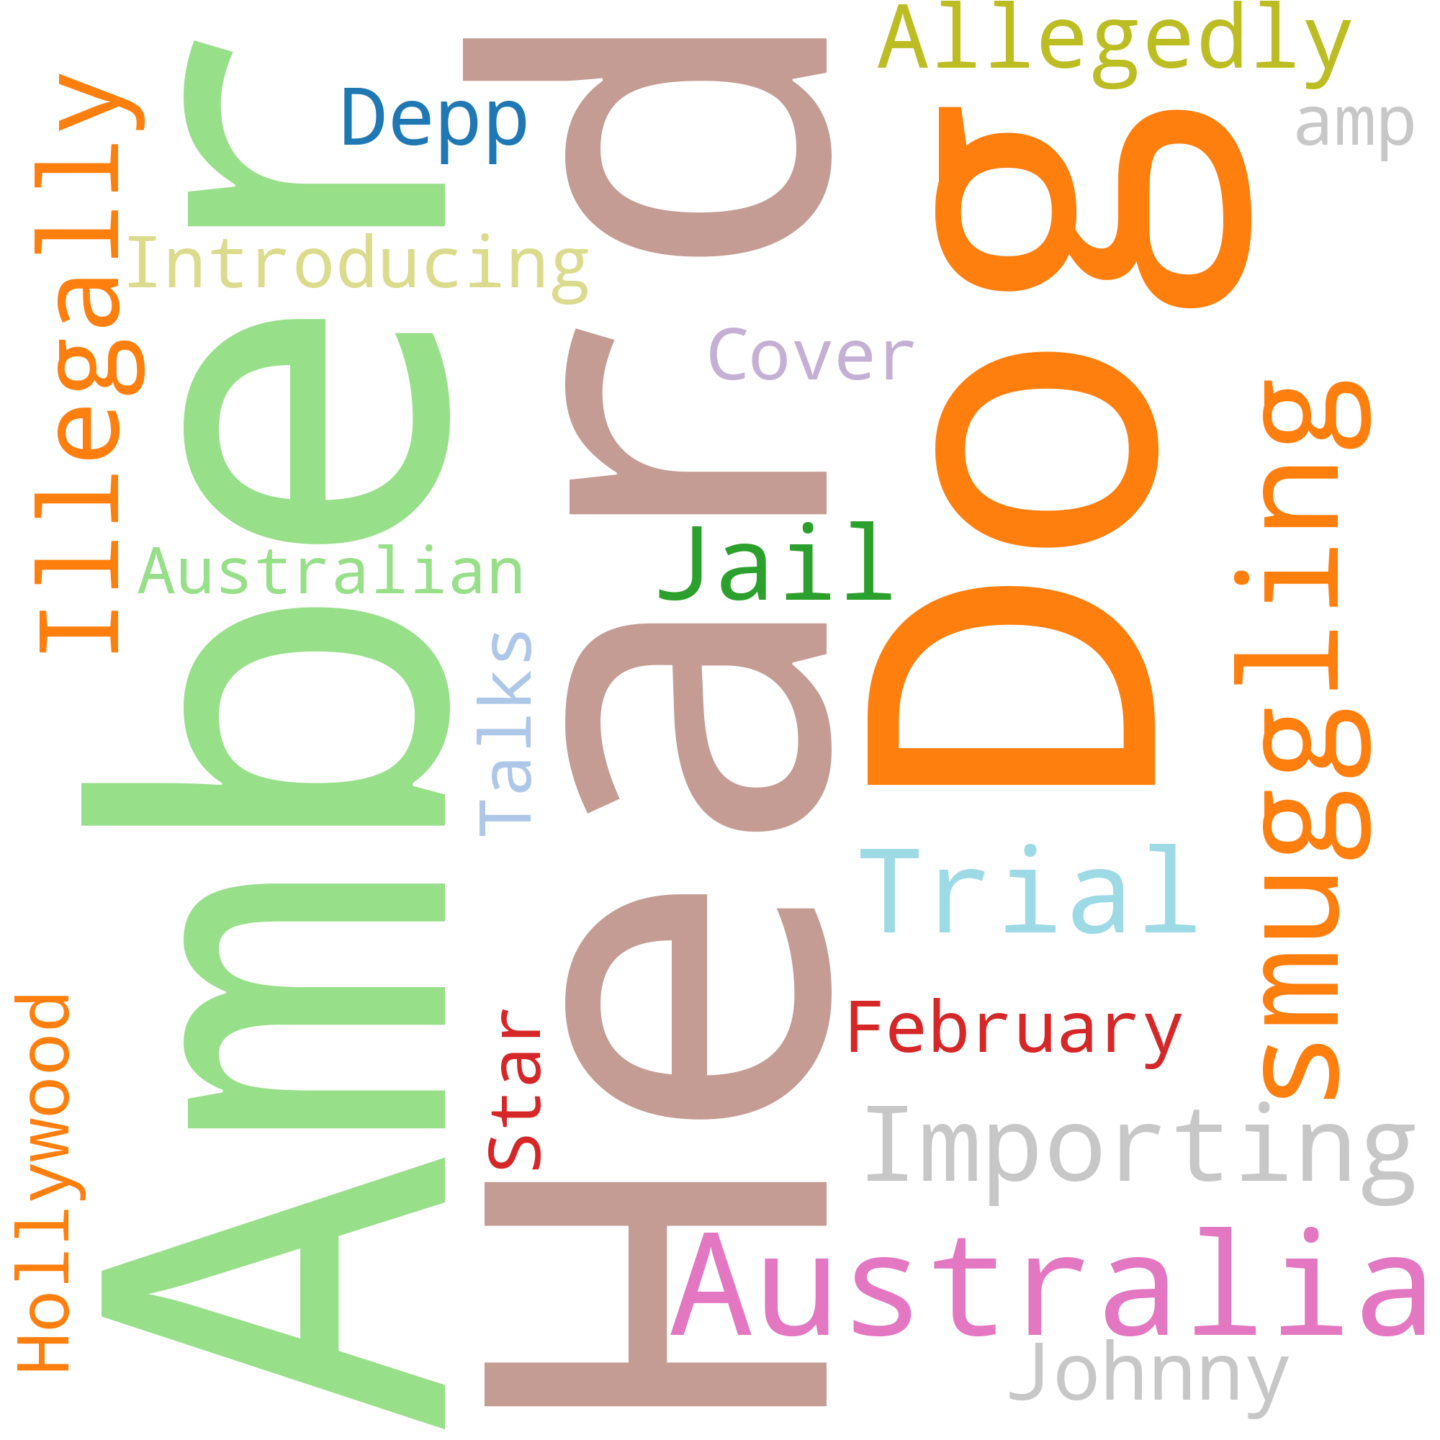 Allegedly
Depp
amp
Illegally
Introducing
Cover
Amber
Heard
Dog
Australian
Jail
smuggling
Talks
Trial
February
Star
Hollywood
Importing
Australia
Johnny